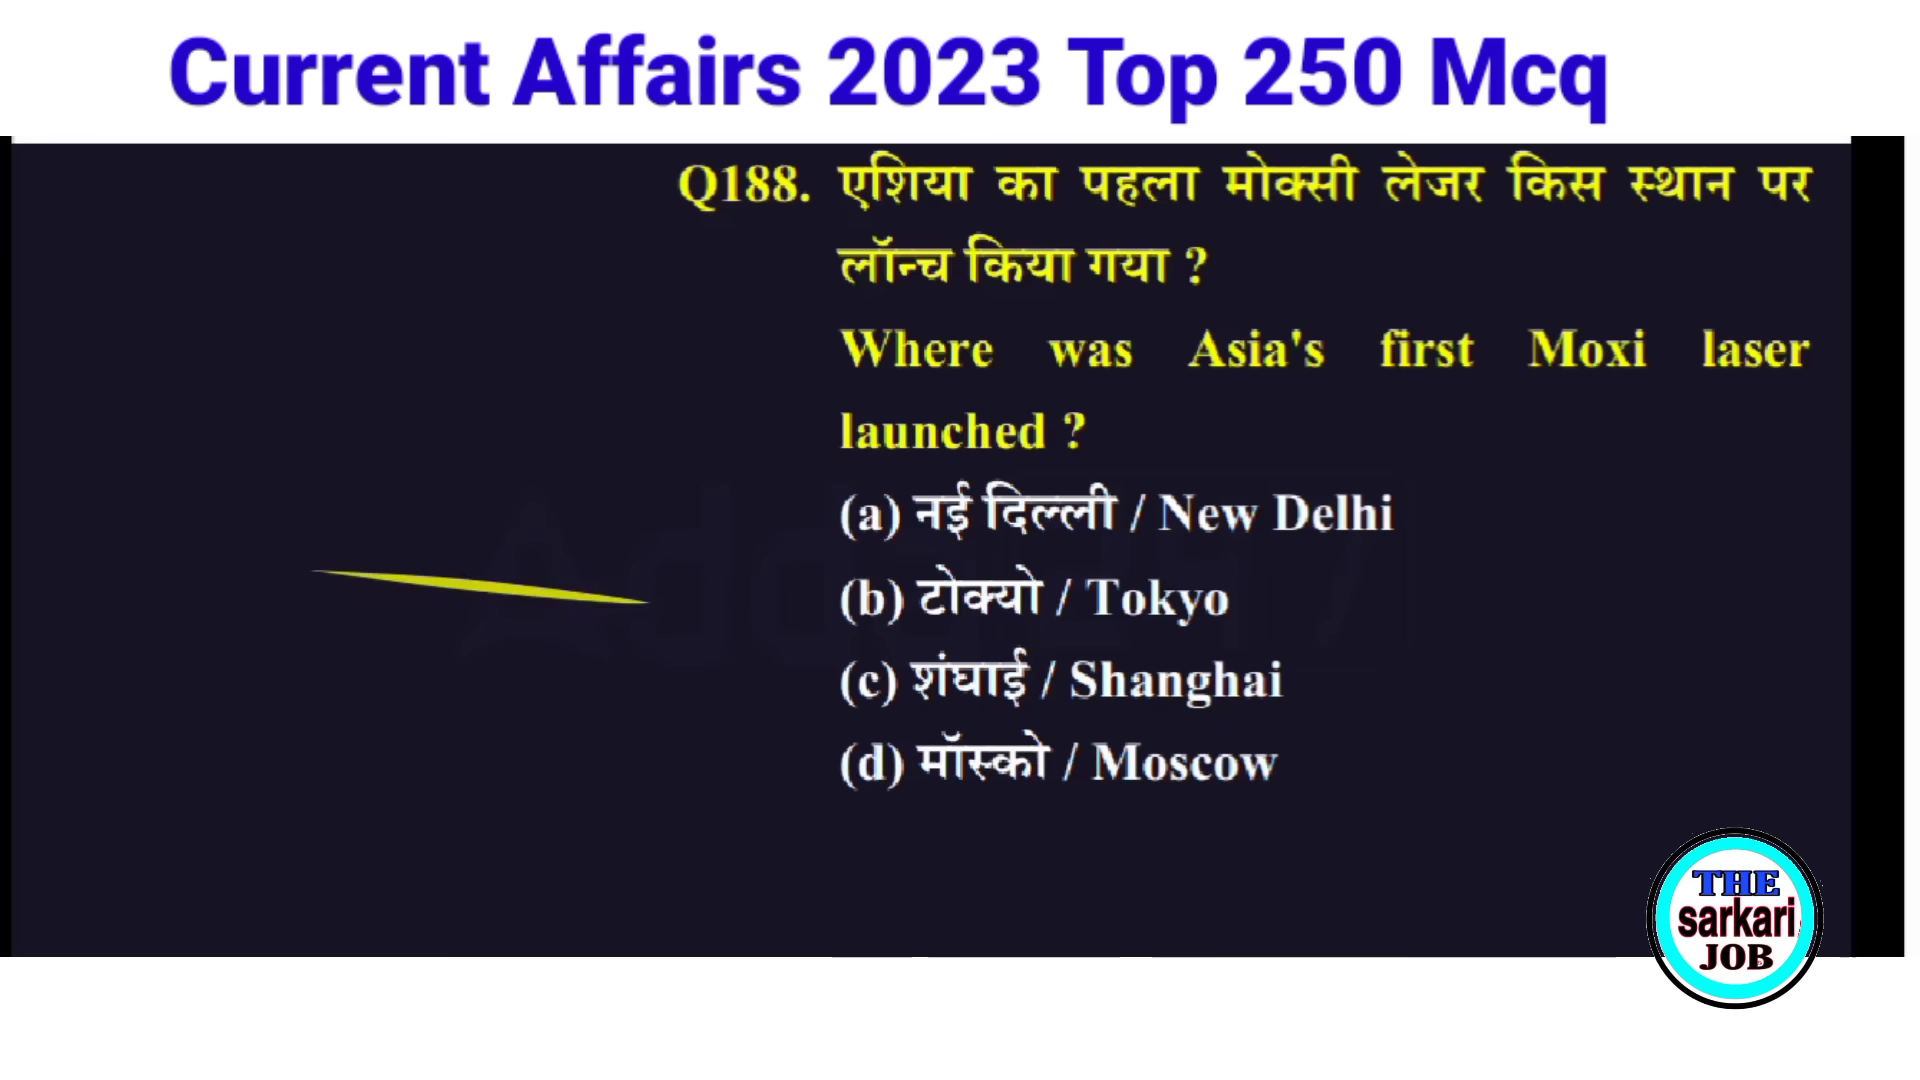 Current Affairs 2023 Top 250 Mcq
Q188. एशिया का पहला मोक्सी लेजर किस स्थान पर
लॉन्च किया गया ?
Where was Asia's first Moxi laser
launched ?
(a) नई दिल्ली / New Delhi
(b) टोक्यो / Tokyo
(c) शंघाई / Shanghai
(d) मॉस्को / Moscow
THE
sarkari
JOB